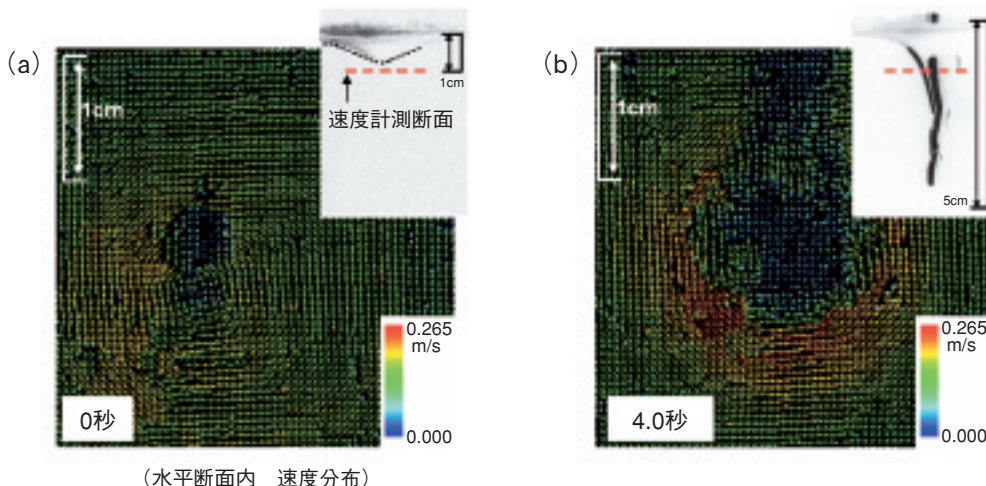 (a)
1cm
1cm
速度計測断面
0.265
m/s
0.000
0秒
(b)
1cm
5cm
0.265
m/s
0.000
4.0秒
(水平断面内 速度分布)